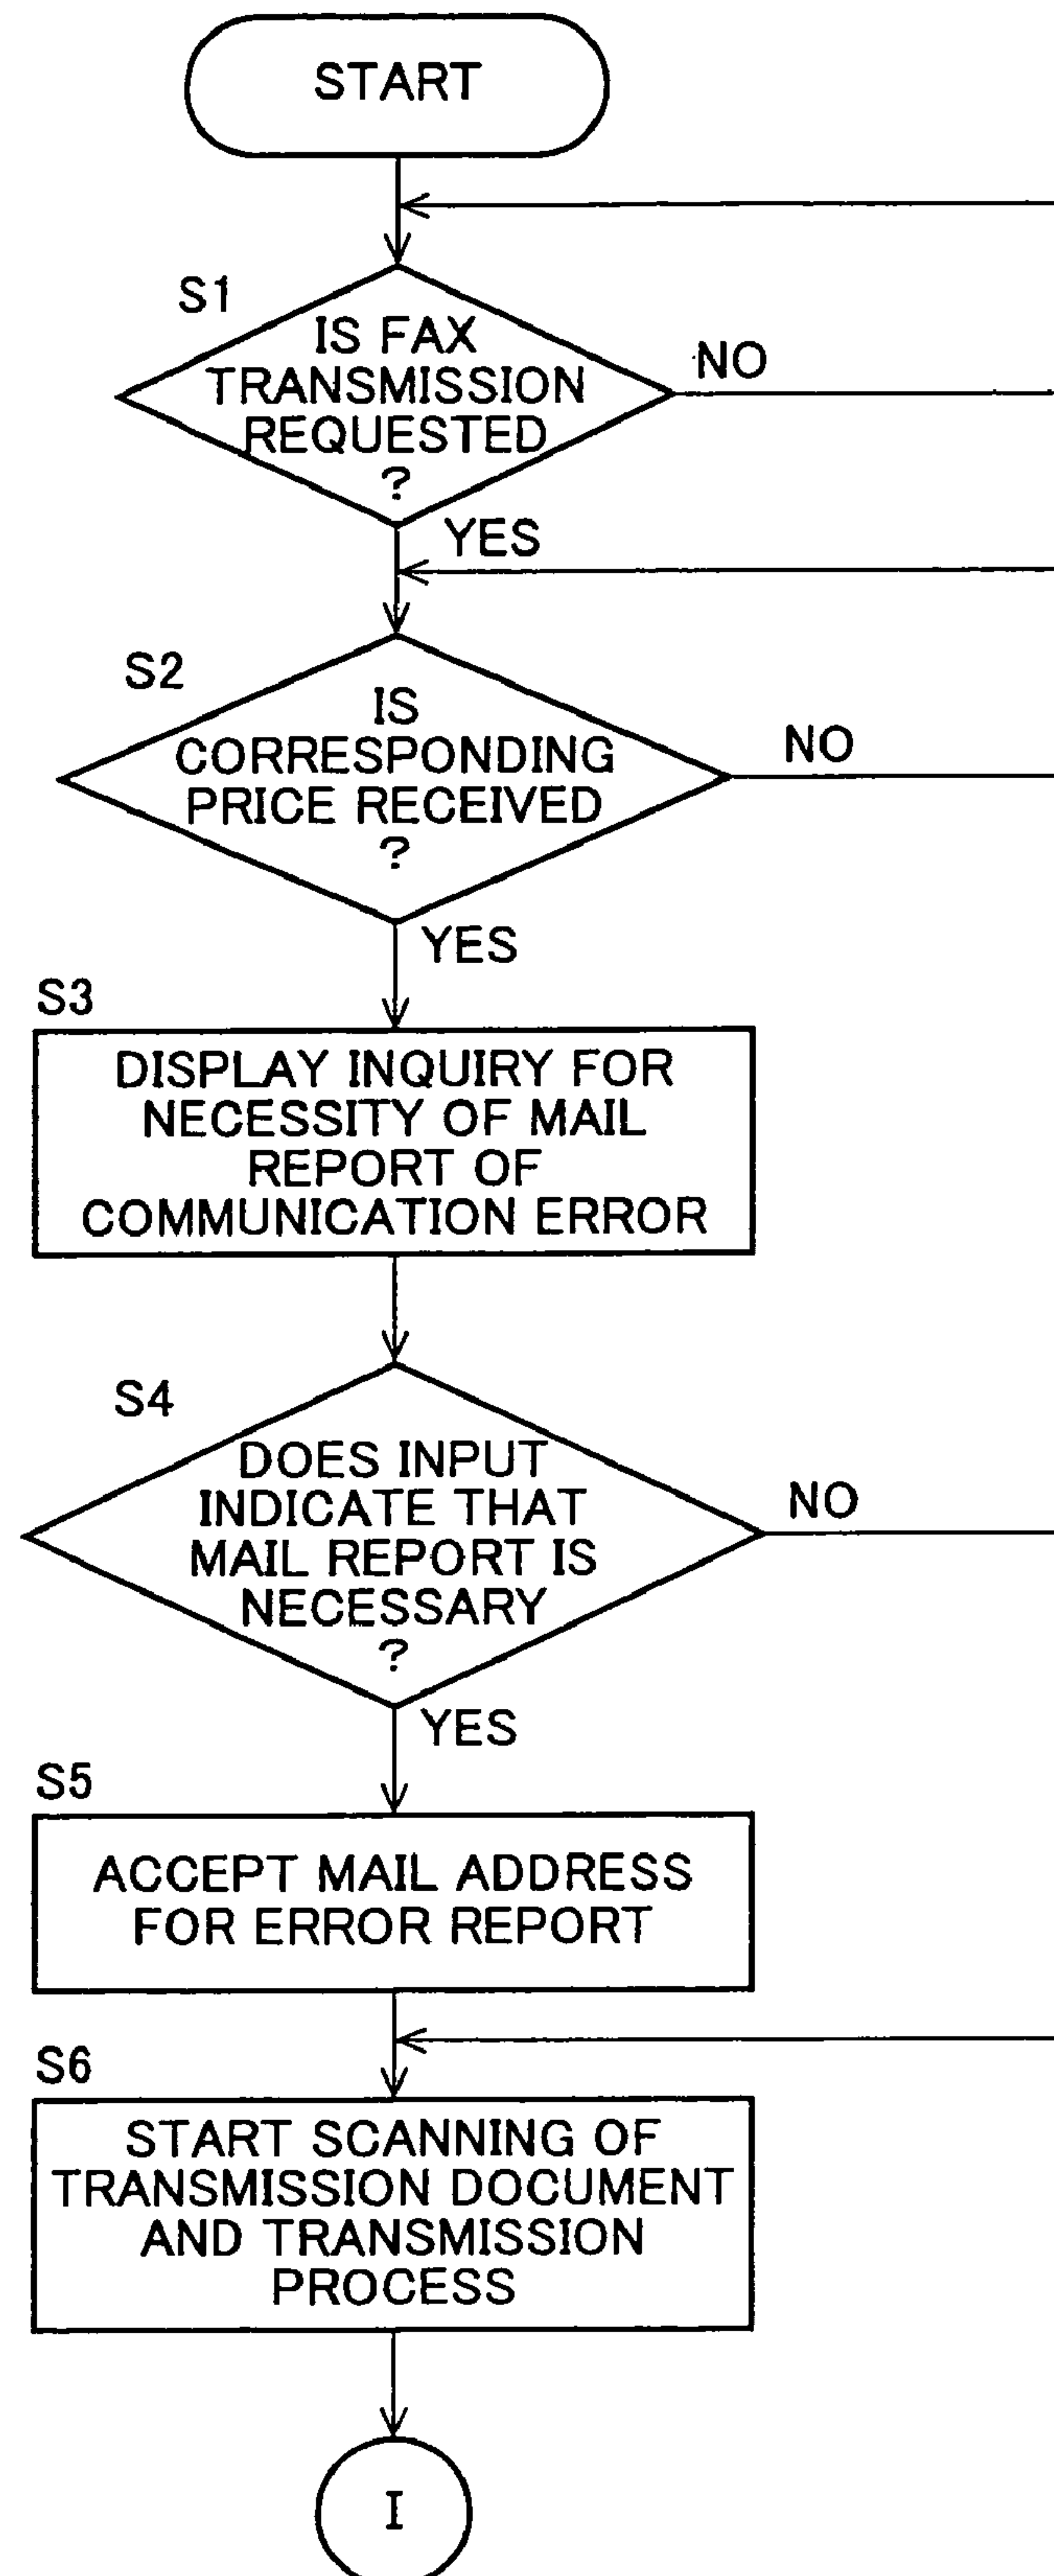 START
S1
IS FAX
TRANSMISSION
REQUESTED
?
NO
YES
S2
IS
CORRESPONDING
PRICE RECEIVED
?
NO
YES
S3
DISPLAY INQUIRY FOR
NECESSITY OF MAIL
REPORT OF
COMMUNICATION ERROR
S4
DOES INPUT
INDICATE THAT
MAIL REPORT IS
NECESSARY
?
NO
YES
S5
ACCEPT MAIL ADDRESS
FOR ERROR REPORT
S6
START SCANNING OF
TRANSMISSION DOCUMENT
AND TRANSMISSION
PROCESS
I